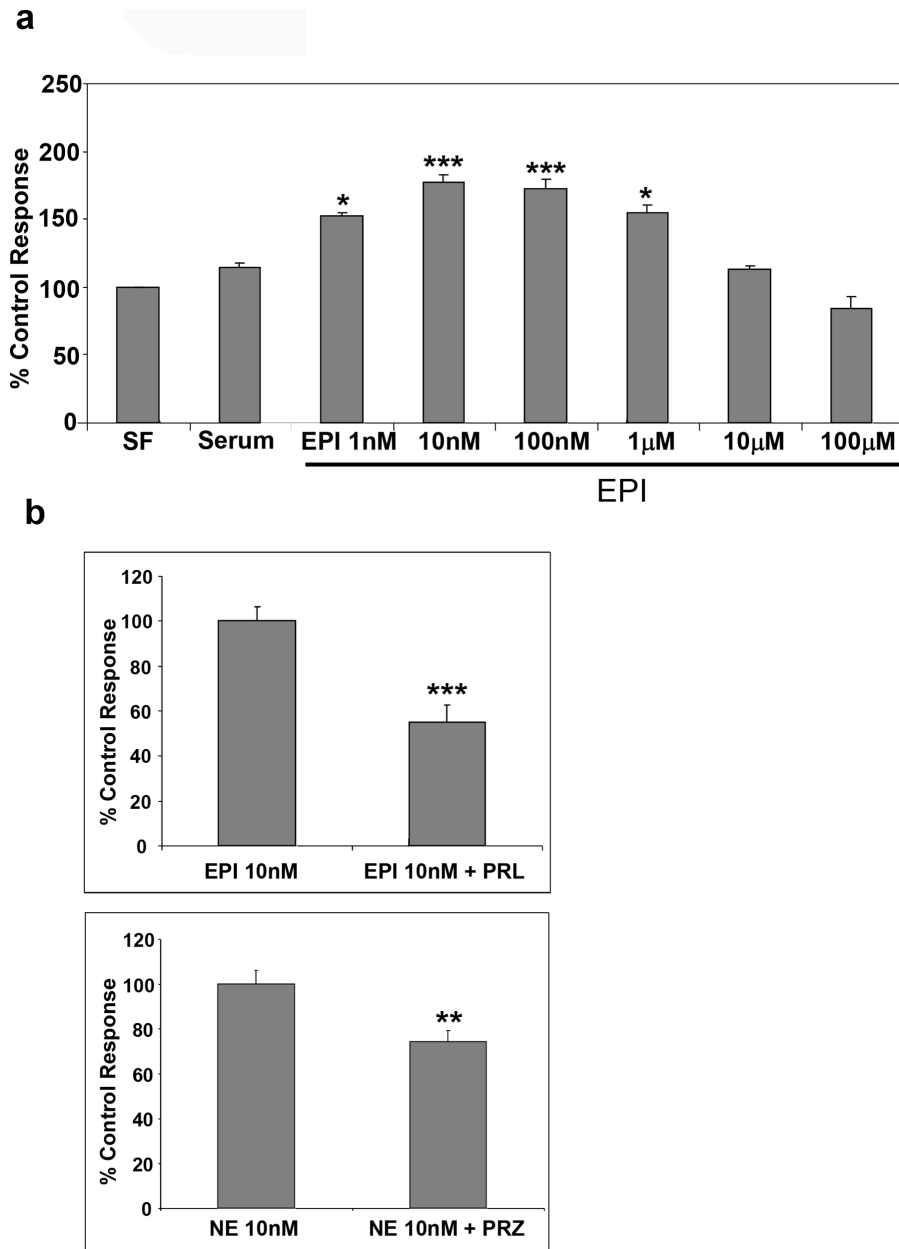 a
% Control Response
250
200
150
100
50
0
* *** *** *
SF Serum EPI 1nM 10nM 100nM 1μM 10μM 100μM
EPI
b
% Control Response
120
100
80
60
40
20
0
***
EPI 10nM EPI 10nM + PRL
% Control Response
120
100
80
60
40
20
0
**
NE 10nM NE 10nM + PRZ